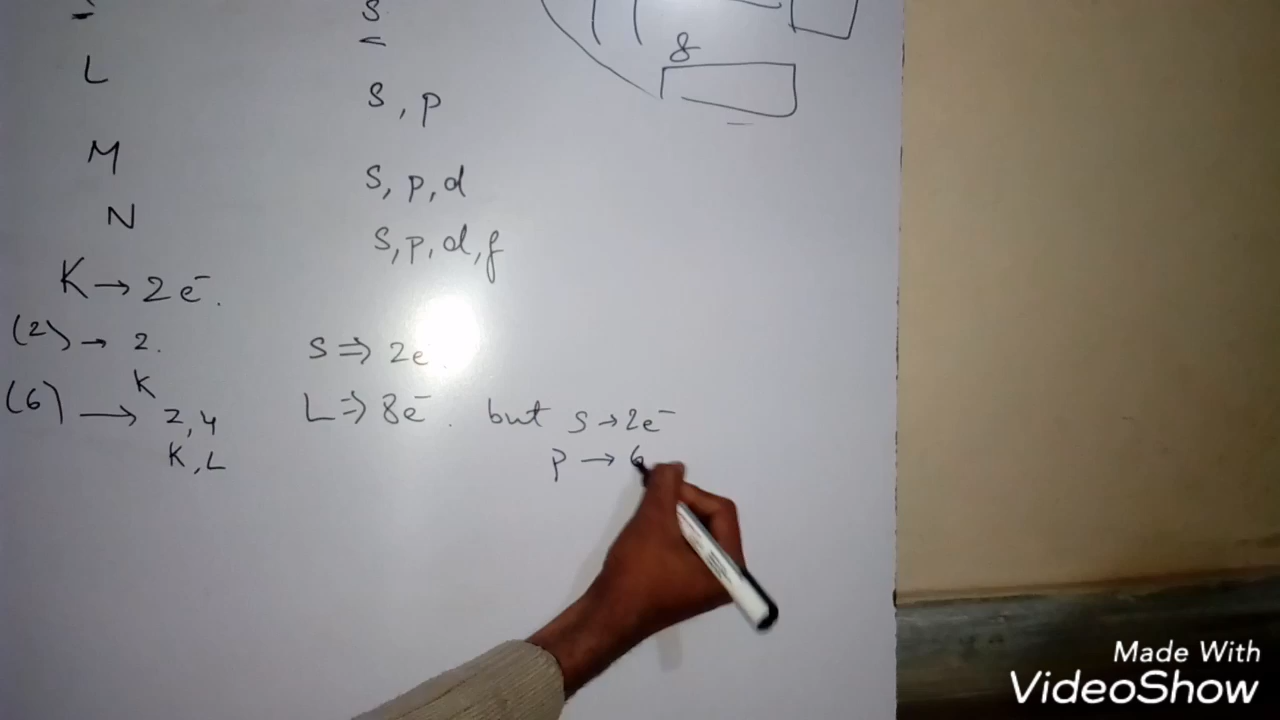 S
L
S, p
8
M
S, p, d
N
S, p, d, f
K → 2e⁻.
(2) → 2.
K
S ⇒ 2e
(6) → 2, 4
K, L
L ⇒ 8e⁻. but S → 2e⁻
p → 6
Made With
VideoShow